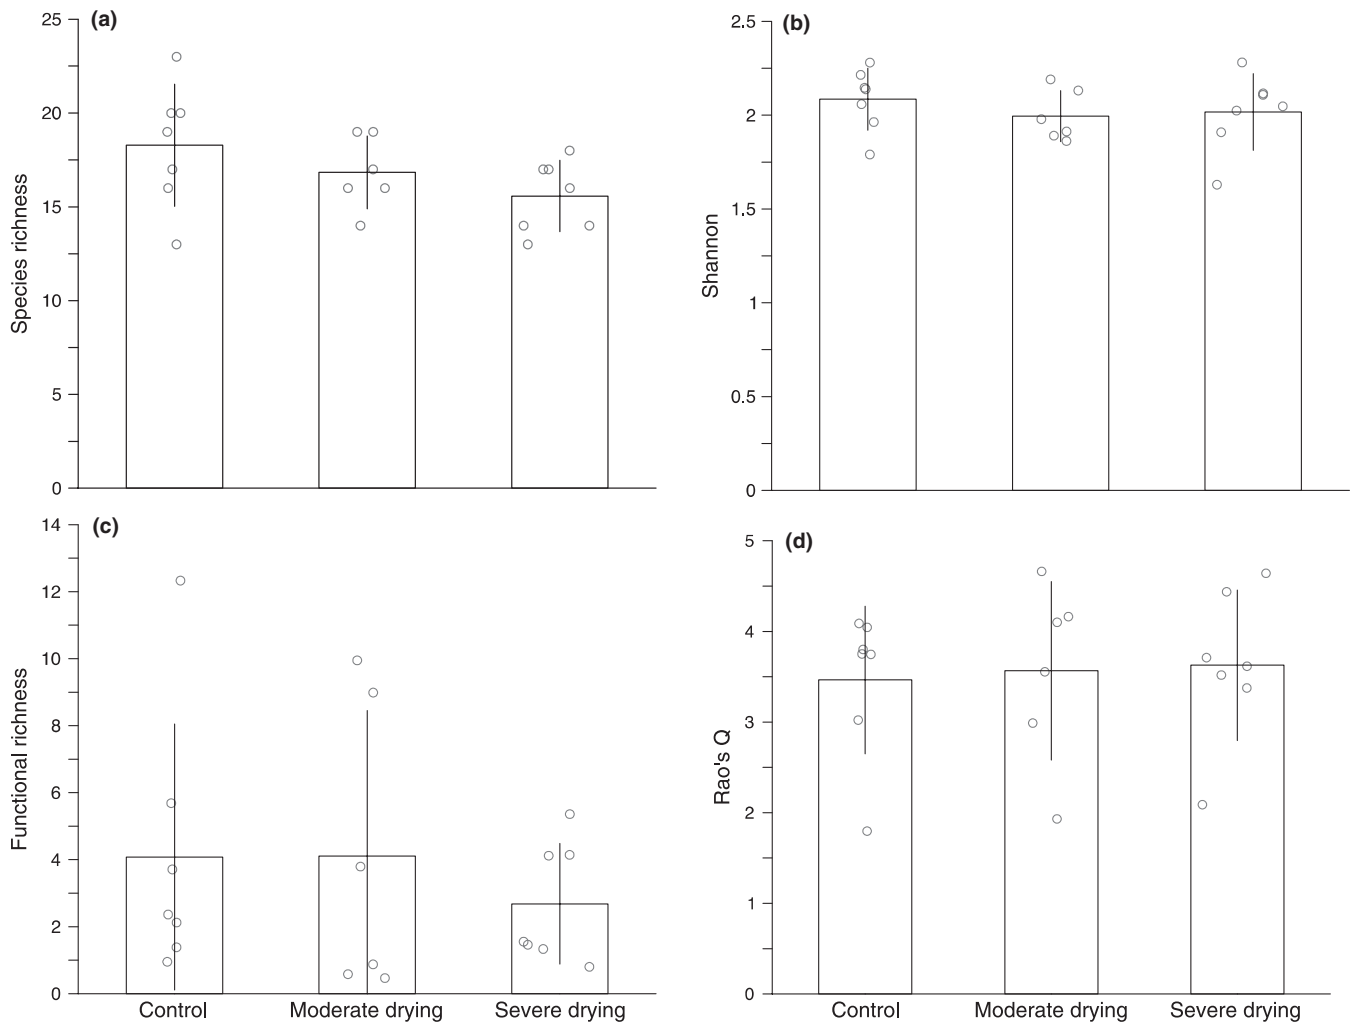 (a)
25
20
15
10
5
0
Species richness
(b)
2.5
2
1.5
1
0.5
0
Shannon
(c)
14
12
10
8
6
4
2
0
Functional richness
Control
Moderate drying
Severe drying
(d)
5
4
3
2
1
0
Rao's Q
Control
Moderate drying
Severe drying